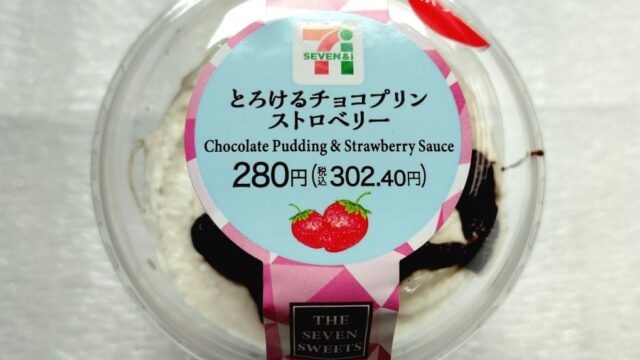 SEVEN&i
とろけるチョコプリン
ストロベリー
Chocolate Pudding & Strawberry Sauce
280円(税込302.40円)
THE
SEVEN
SWEETS